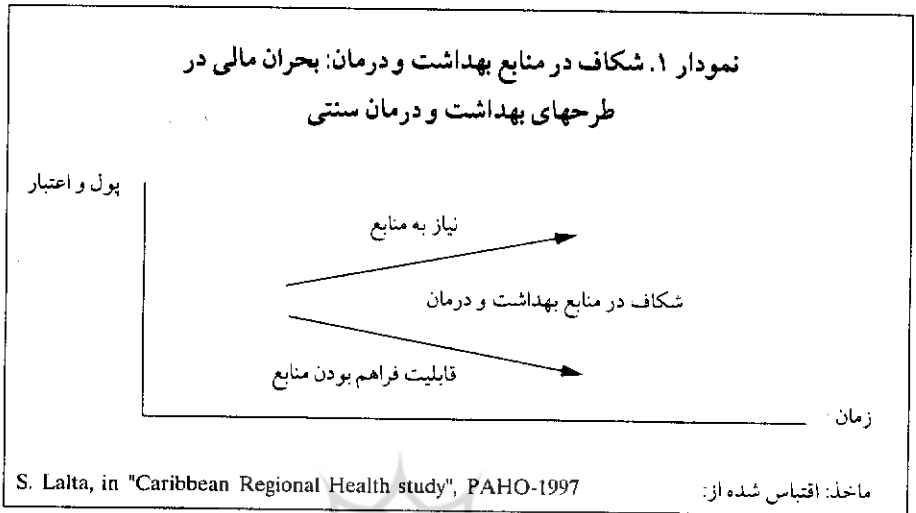 نمودار ۱. شکاف در منابع بهداشت و درمان: بحران مالی در
طرحهای بهداشت و درمان سنتی
پول و اعتبار
نیاز به منابع
شکاف در منابع بهداشت و درمان
قابلیت فراهم بودن منابع
زمان
ماخذ: اقتباس شده از: S. Lalta, in "Caribbean Regional Health study", PAHO-1997